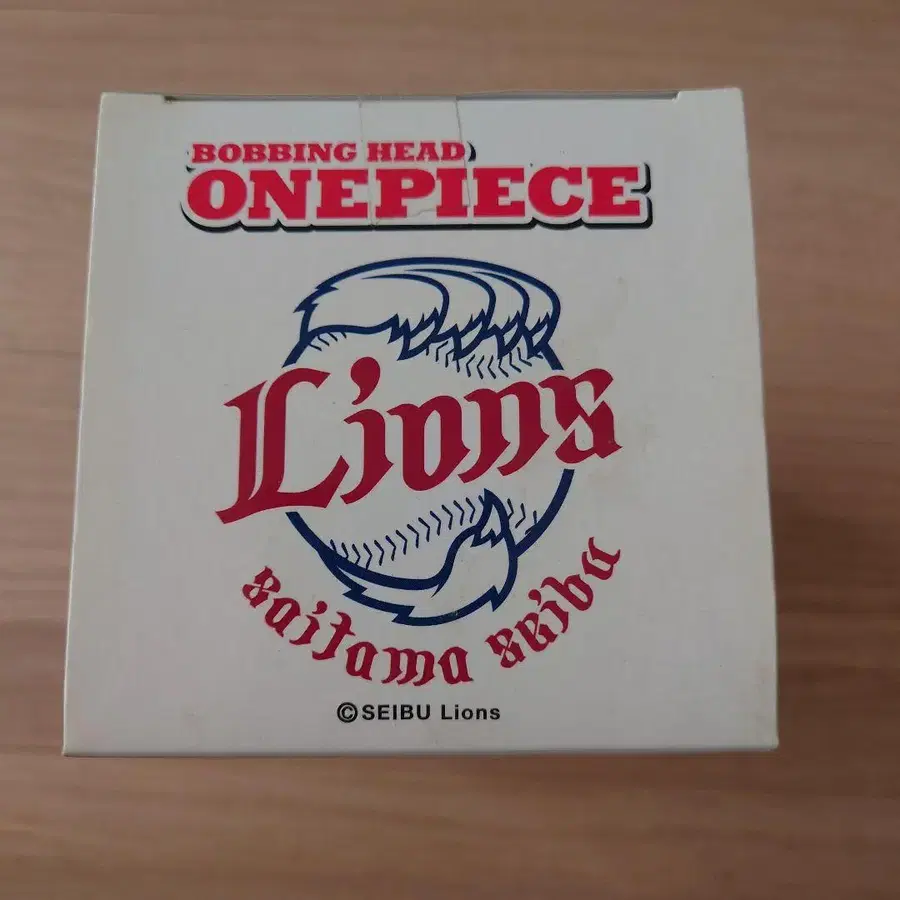 BOBBING HEAD
ONEPIECE
Lions
saitama seibu
©SEIBU Lions